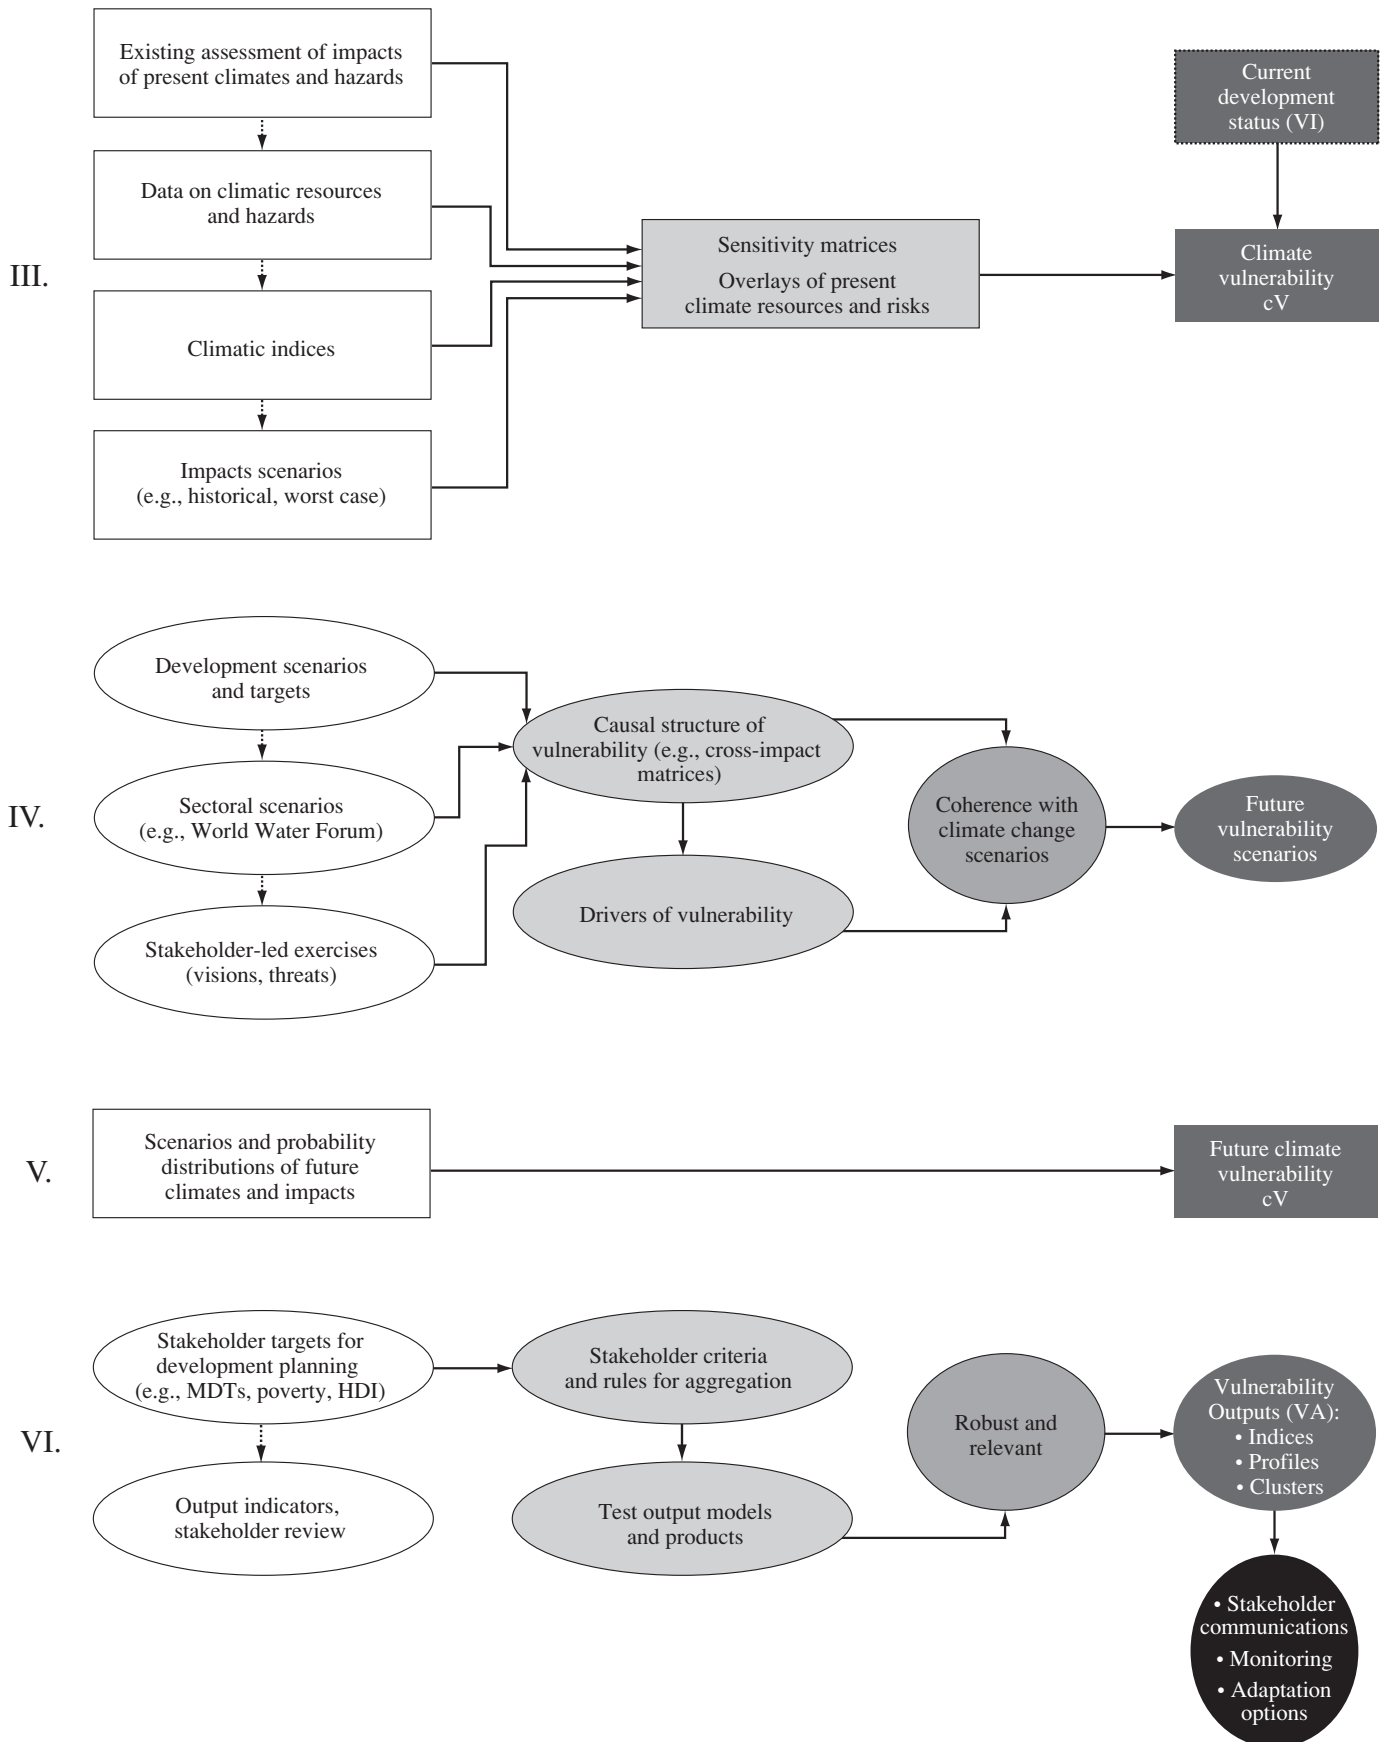 III.
Existing assessment of impacts
of present climates and hazards
Data on climatic resources
and hazards
Climatic indices
Impacts scenarios
(e.g., historical, worst case)
Sensitivity matrices
Overlays of present
climate resources and risks
Current
development
status (VI)
Climate
vulnerability
cV
IV.
Development scenarios
and targets
Sectoral scenarios
(e.g., World Water Forum)
Stakeholder-led exercises
(visions, threats)
Causal structure of
vulnerability (e.g., cross-impact
matrices)
Drivers of vulnerability
Coherence with
climate change
scenarios
Future
vulnerability
scenarios
V.
Scenarios and probability
distributions of future
climates and impacts
Future climate
vulnerability
cV
VI.
Stakeholder targets for
development planning
(e.g., MDTs, poverty, HDI)
Output indicators,
stakeholder review
Stakeholder criteria
and rules for aggregation
Test output models
and products
Robust and
relevant
Vulnerability
Outputs (VA):
• Indices
• Profiles
• Clusters
• Stakeholder
communications
• Monitoring
• Adaptation
options